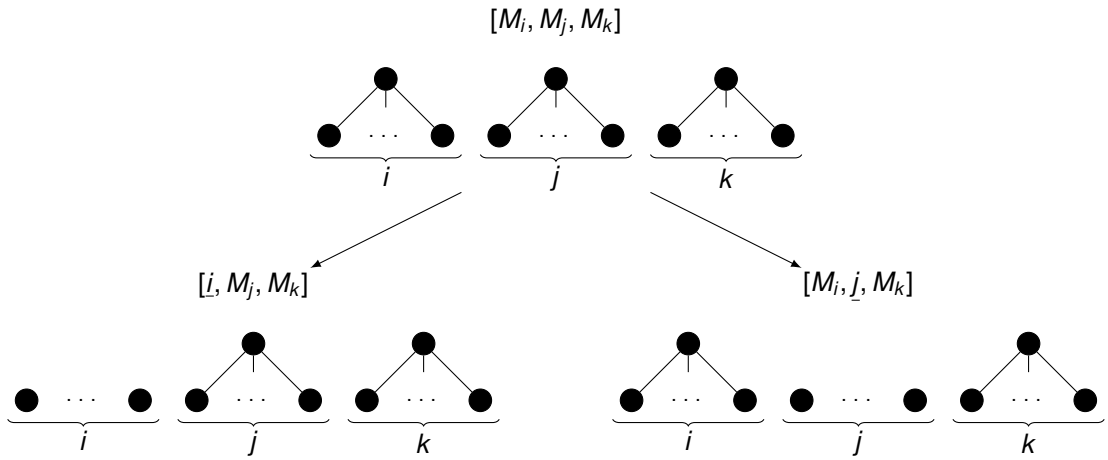 [M_i, M_j, M_k]
... ... ...
i j k
[i̲, M_j, M_k] [M_i, j̲, M_k]
... ... ... ... ... ...
i j k i j k